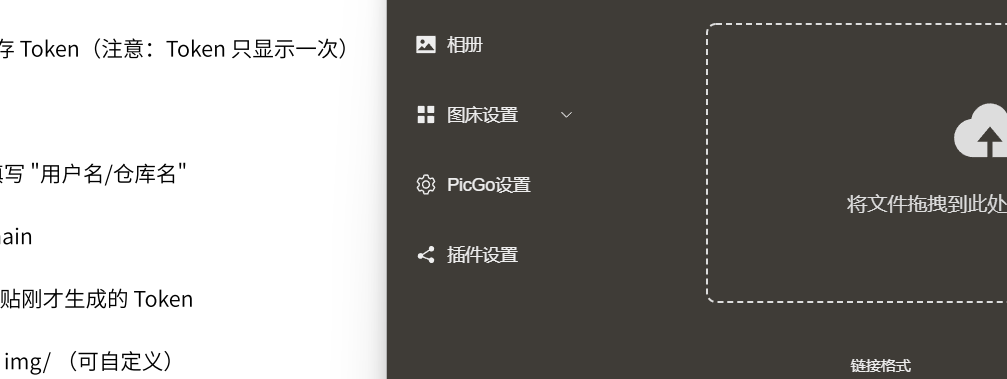 存 Token（注意：Token 只显示一次）
填写 "用户名/仓库名"
main
贴刚才生成的 Token
img/ （可自定义）
相册
图床设置
PicGo设置
插件设置
将文件拖拽到此处
链接格式